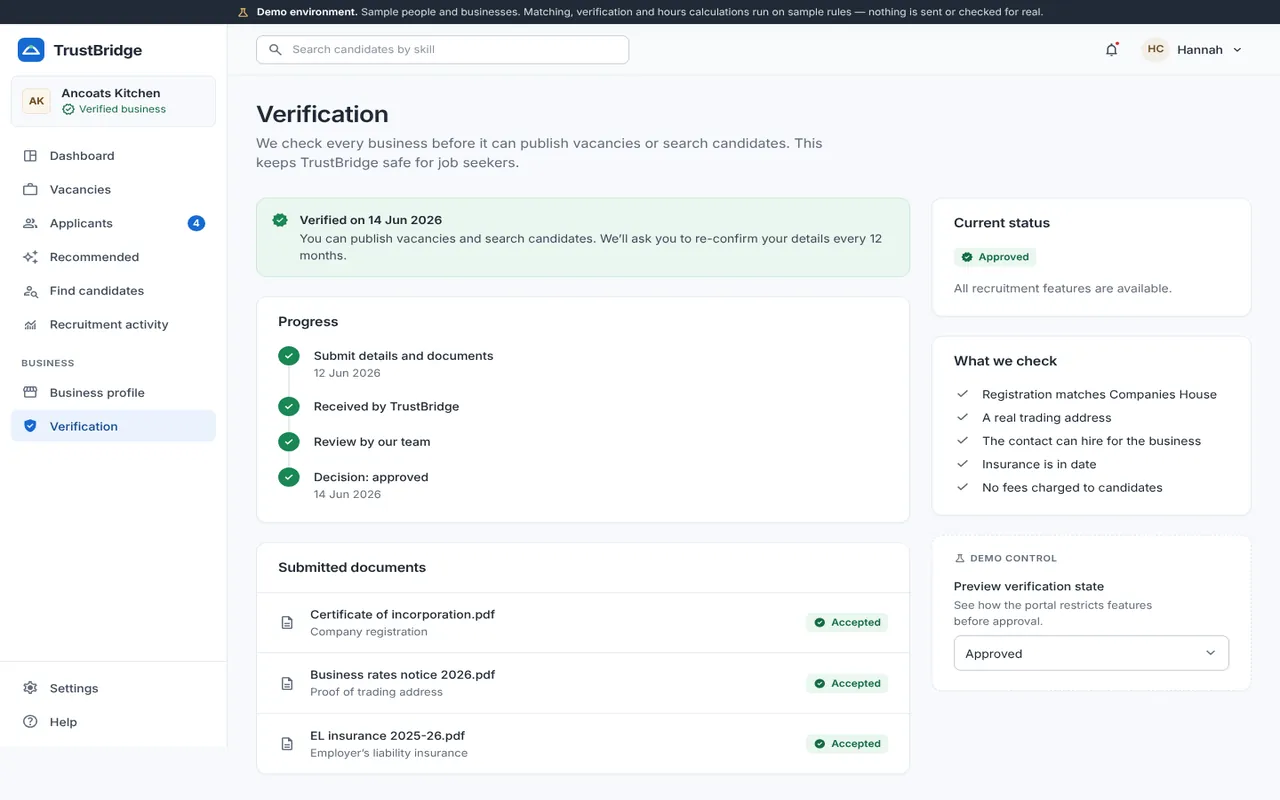 Demo environment. Sample people and businesses. Matching, verification and hours calculations run on sample rules — nothing is sent or checked for real.
TrustBridge
Search candidates by skill
HC
Hannah
AK
Ancoats Kitchen
Verified business
Dashboard
Vacancies
Applicants
4
Recommended
Find candidates
Recruitment activity
BUSINESS
Business profile
Verification
Settings
Help
Verification
We check every business before it can publish vacancies or search candidates. This
keeps TrustBridge safe for job seekers.
Verified on 14 Jun 2026
You can publish vacancies and search candidates. We’ll ask you to re-confirm your details every 12
months.
Progress
Submit details and documents
12 Jun 2026
Received by TrustBridge
Review by our team
Decision: approved
14 Jun 2026
Submitted documents
Certificate of incorporation.pdf
Company registration
Accepted
Business rates notice 2026.pdf
Proof of trading address
Accepted
EL insurance 2025-26.pdf
Employer’s liability insurance
Accepted
Current status
Approved
All recruitment features are available.
What we check
Registration matches Companies House
A real trading address
The contact can hire for the business
Insurance is in date
No fees charged to candidates
DEMO CONTROL
Preview verification state
See how the portal restricts features
before approval.
Approved